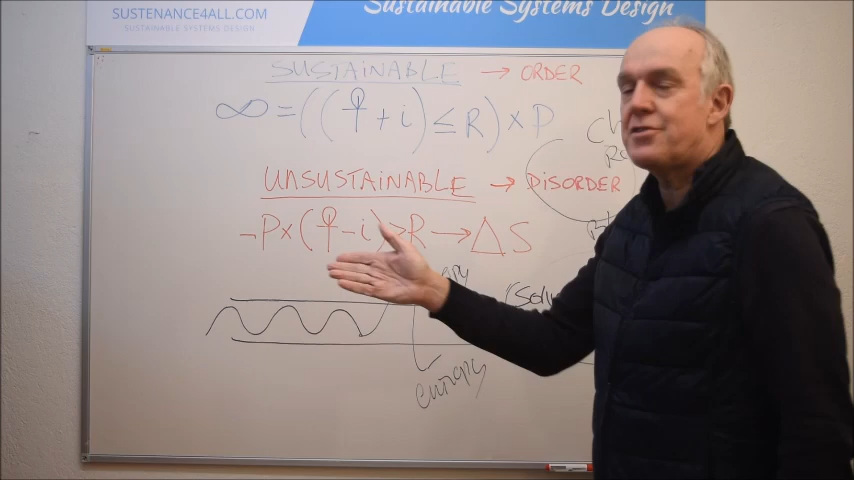 SUSTENANCE4ALL.COM
SUSTAINABLE SYSTEMS DESIGN
Sustainable Systems Design
SUSTAINABLE → ORDER
∞ = ((♀ + i) ≤ R) × P
UNSUSTAINABLE → DISORDER
¬P× (♀ - i) > R → ΔS
entropy